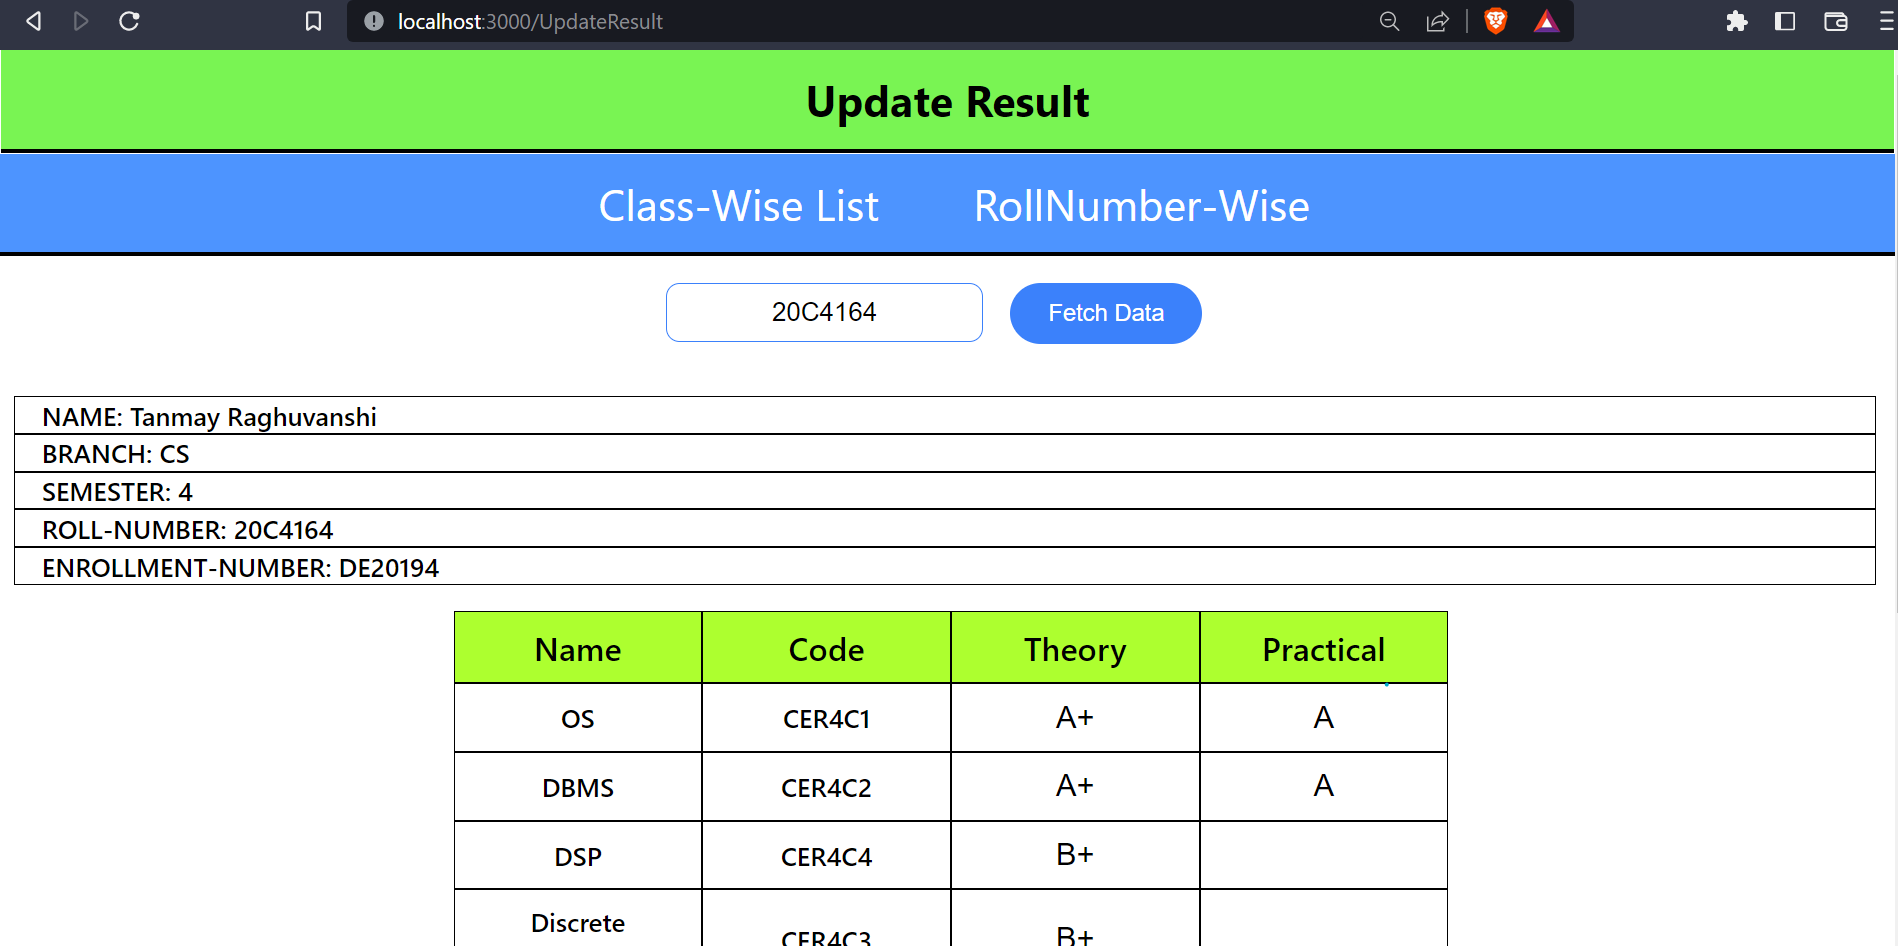 localhost:3000/UpdateResult
Update Result
Class-Wise List RollNumber-Wise
20C4164 Fetch Data
NAME: Tanmay Raghuvanshi
BRANCH: CS
SEMESTER: 4
ROLL-NUMBER: 20C4164
ENROLLMENT-NUMBER: DE20194
Name Code Theory Practical
OS CER4C1 A+ A
DBMS CER4C2 A+ A
DSP CER4C4 B+
Discrete
CER4C3 B+